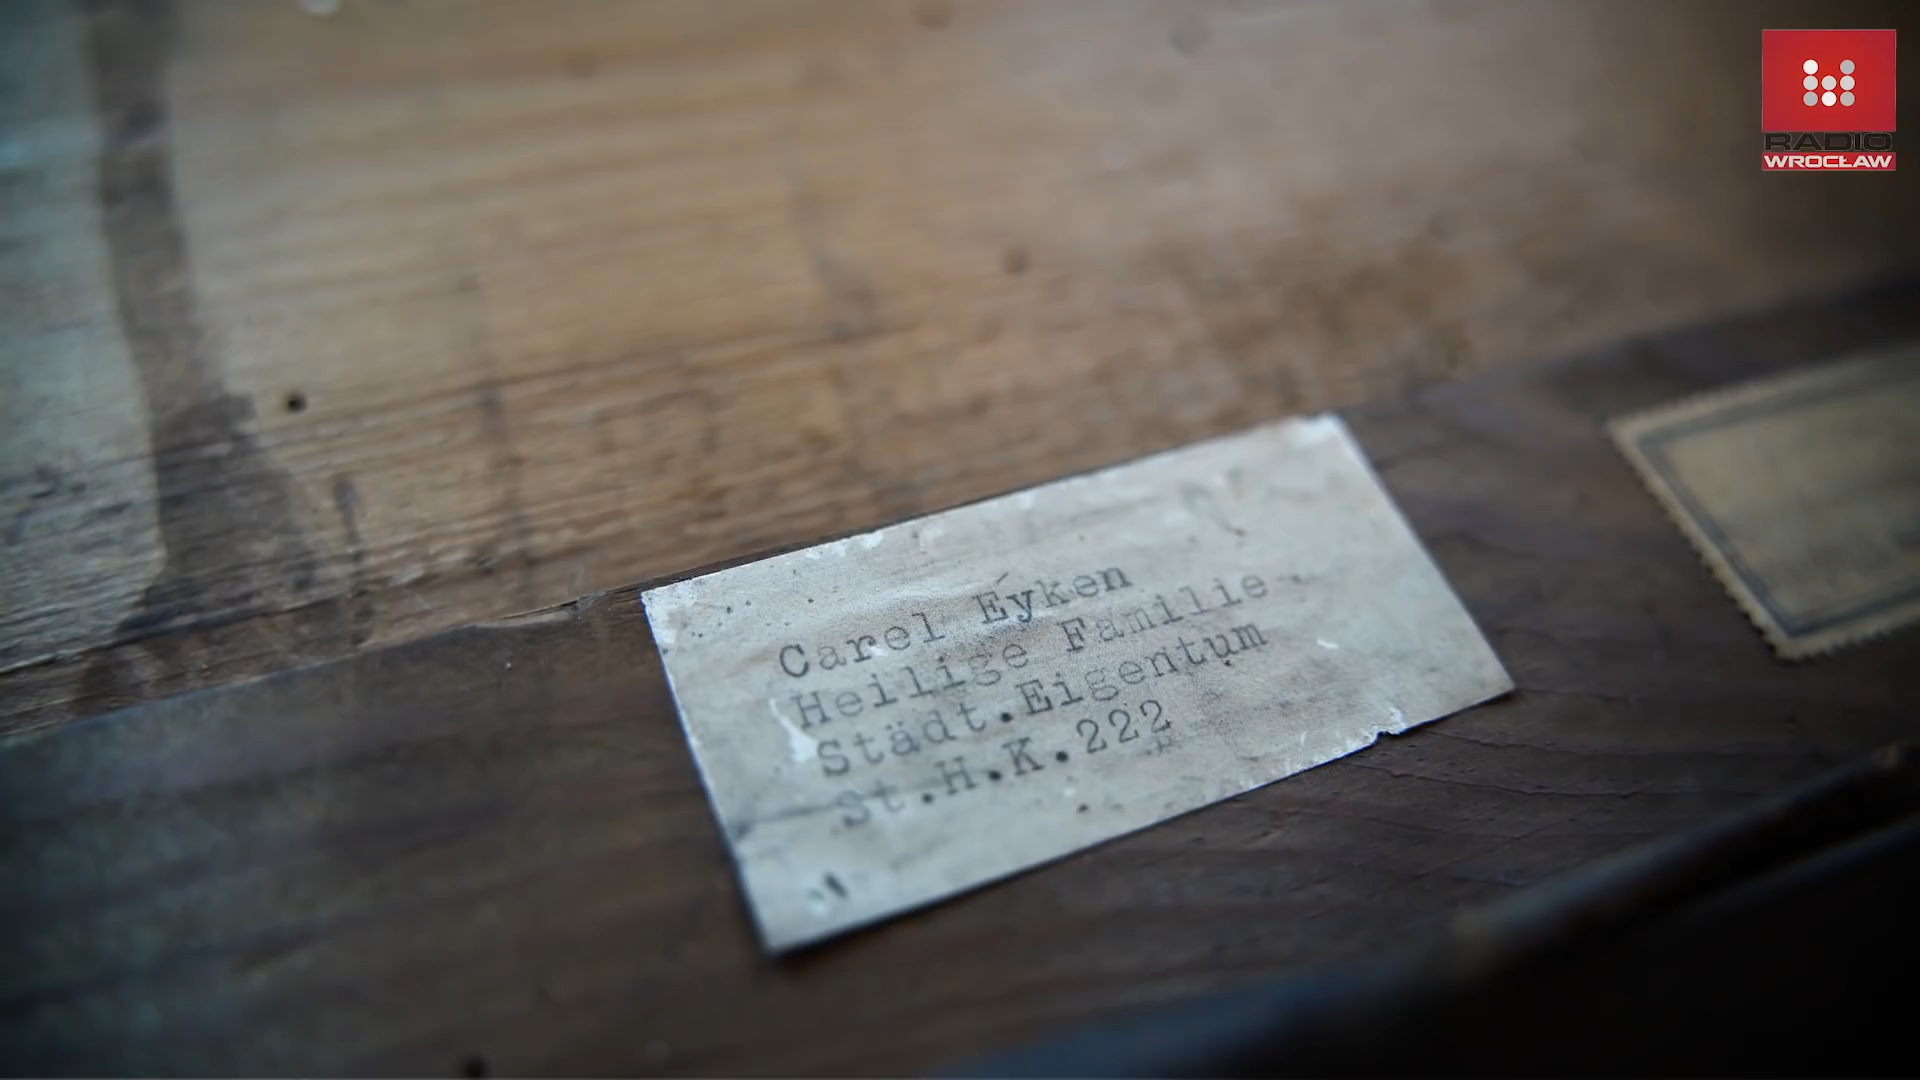 RADIO
WROCŁAW
Carel Eyken
Heilige Familie
Städt.Eigentum
St.H.K.222